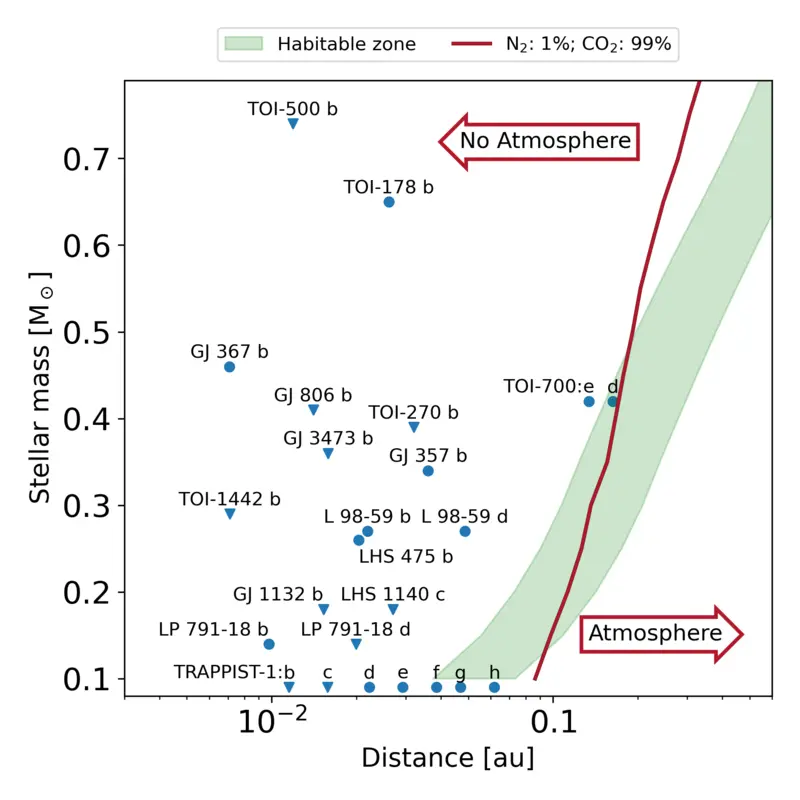 Habitable zone
N₂: 1%; CO₂: 99%
TOI-500 b
No Atmosphere
TOI-178 b
GJ 367 b
GJ 806 b
TOI-700:e d
TOI-270 b
GJ 3473 b
GJ 357 b
TOI-1442 b
L 98-59 b
L 98-59 d
LHS 475 b
GJ 1132 b
LHS 1140 c
LP 791-18 b
LP 791-18 d
Atmosphere
TRAPPIST-1:b c d e f g h
0.7
0.6
0.5
0.4
0.3
0.2
0.1
Stellar mass [M☉]
10⁻²
0.1
Distance [au]